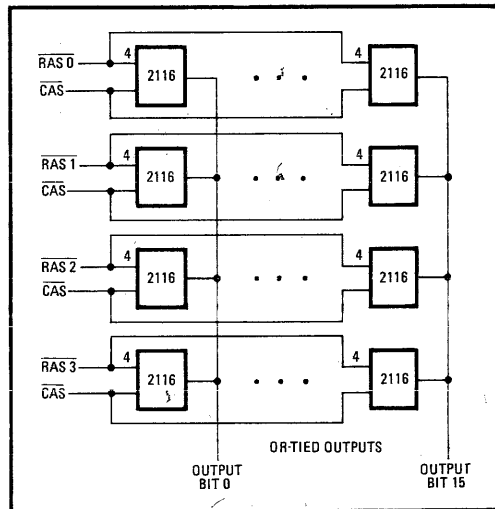 RAS 0 4 2116 4 2116
CAS
RAS 1 4 2116 4 2116
CAS
RAS 2 4 2116 4 2116
CAS
RAS 3 4 2116 4 2116
CAS
OR-TIED OUTPUTS
OUTPUT BIT 0
OUTPUT BIT 15